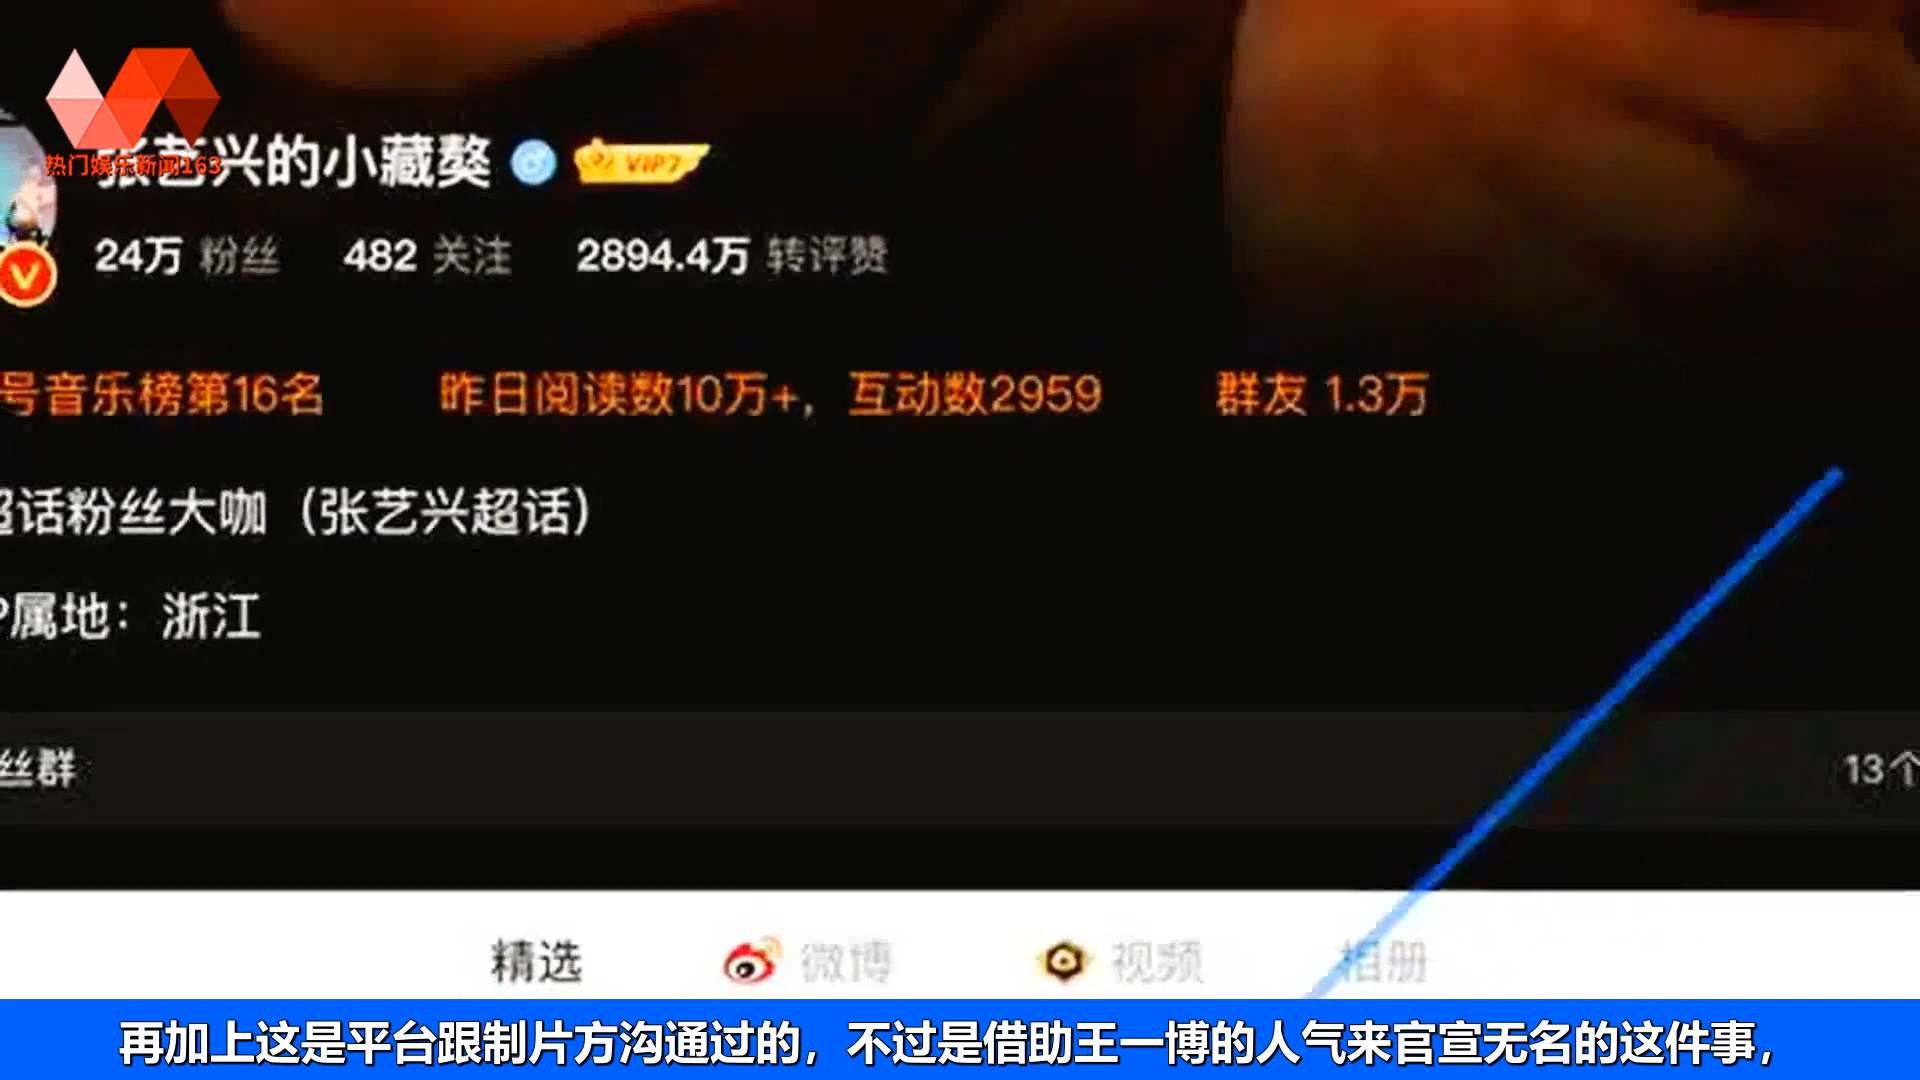 热门娱乐新闻163
张艺兴的小藏獒 VIP7
24万 粉丝 482 关注 2894.4万 转评赞
号音乐榜第16名 昨日阅读数10万+，互动数2959 群友 1.3万
超话粉丝大咖（张艺兴超话）
P属地：浙江
丝群 13个
精选 微博 视频 相册
再加上这是平台跟制片方沟通过的，不过是借助王一博的人气来官宣无名的这件事，